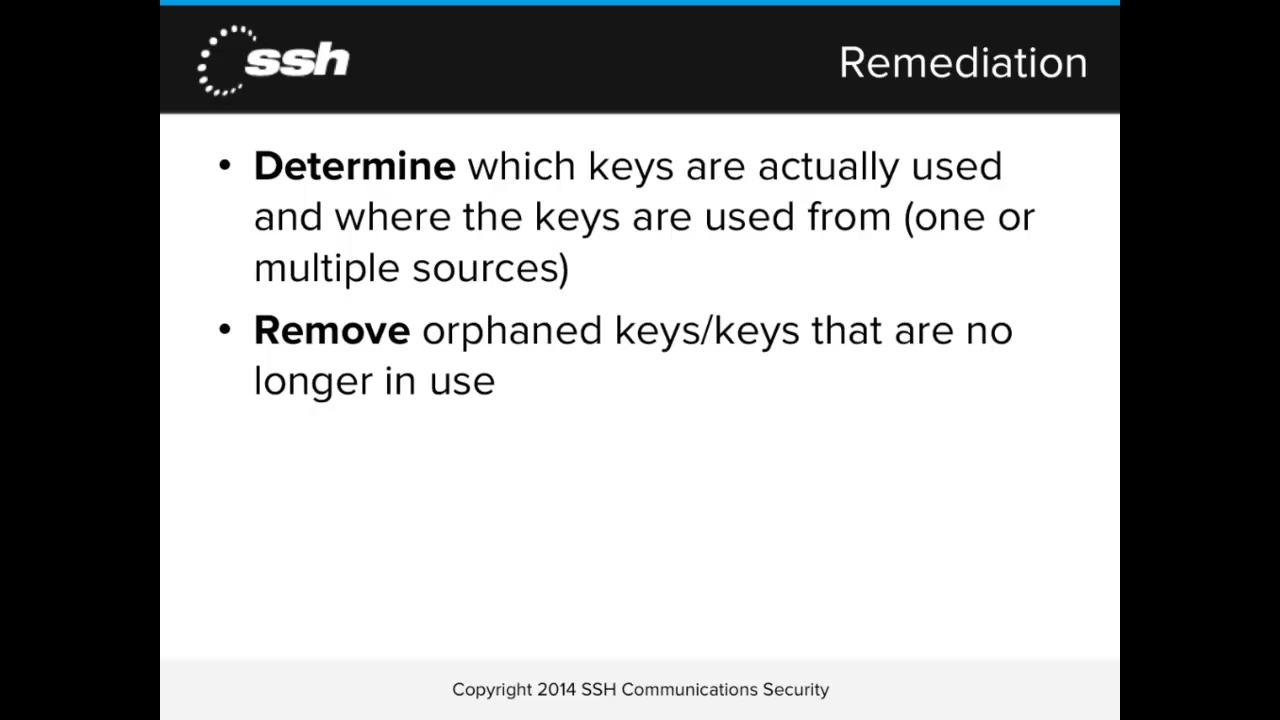 ssh
Remediation
• Determine which keys are actually used
and where the keys are used from (one or
multiple sources)
• Remove orphaned keys/keys that are no
longer in use
Copyright 2014 SSH Communications Security